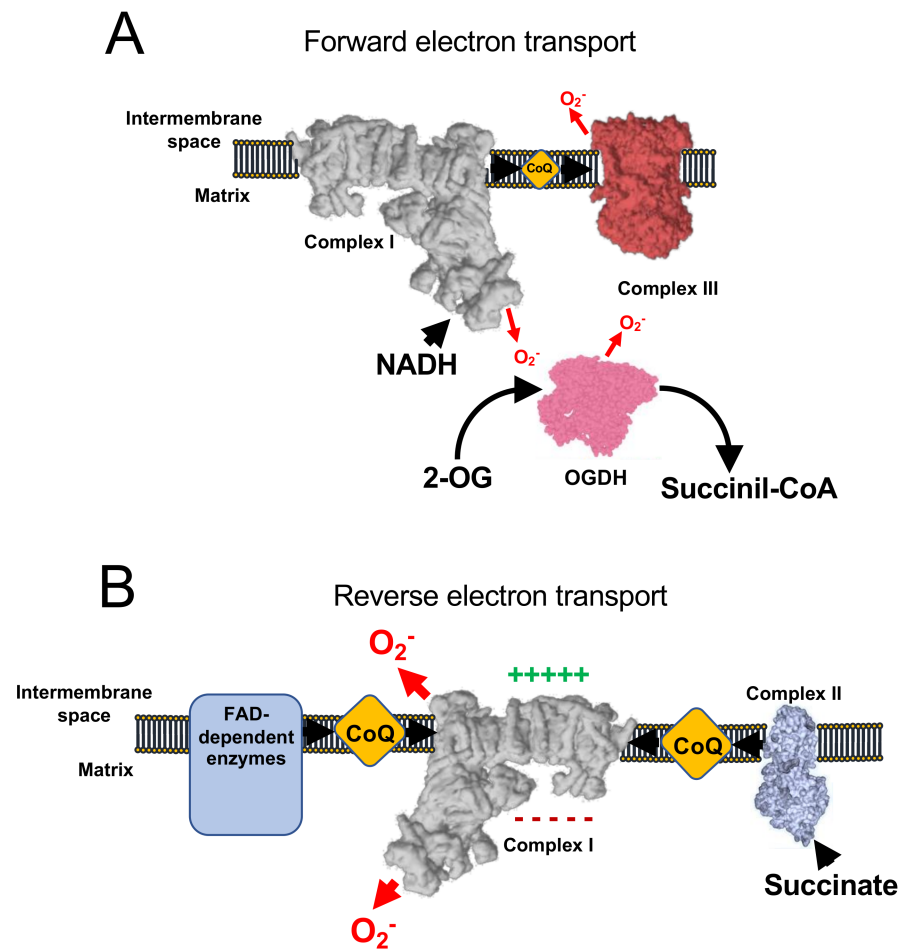 A
Forward electron transport
Intermembrane
space
Matrix
O2-
CoQ
Complex I
Complex III
NADH
O2-
O2-
2-OG
OGDH
Succinil-CoA
B
Reverse electron transport
O2-
+++++
Intermembrane
space
Matrix
FAD-
dependent
enzymes
CoQ
CoQ
Complex II
- - - - -
Complex I
Succinate
O2-